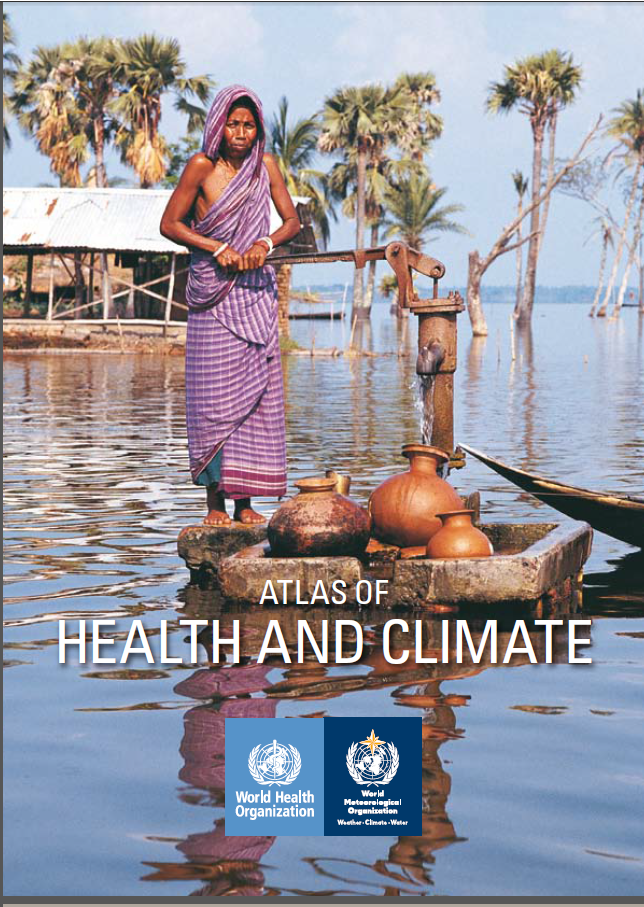 ATLAS OF
HEALTH AND CLIMATE
World Health
Organization
World
Meteorological
Organization
Weather · Climate · Water